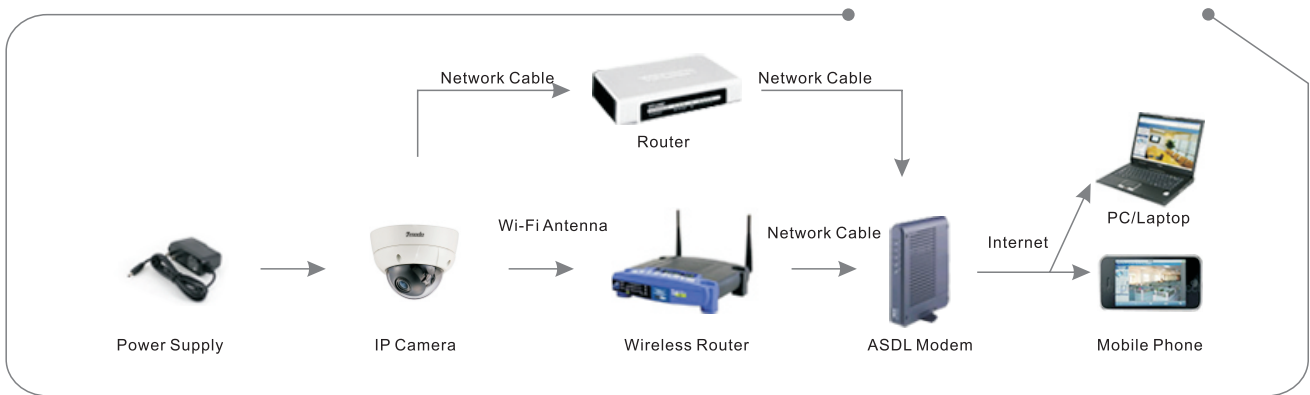 Network Cable
Network Cable
Router
Wi-Fi Antenna
Network Cable
Internet
PC/Laptop
Power Supply
IP Camera
Wireless Router
ASDL Modem
Mobile Phone